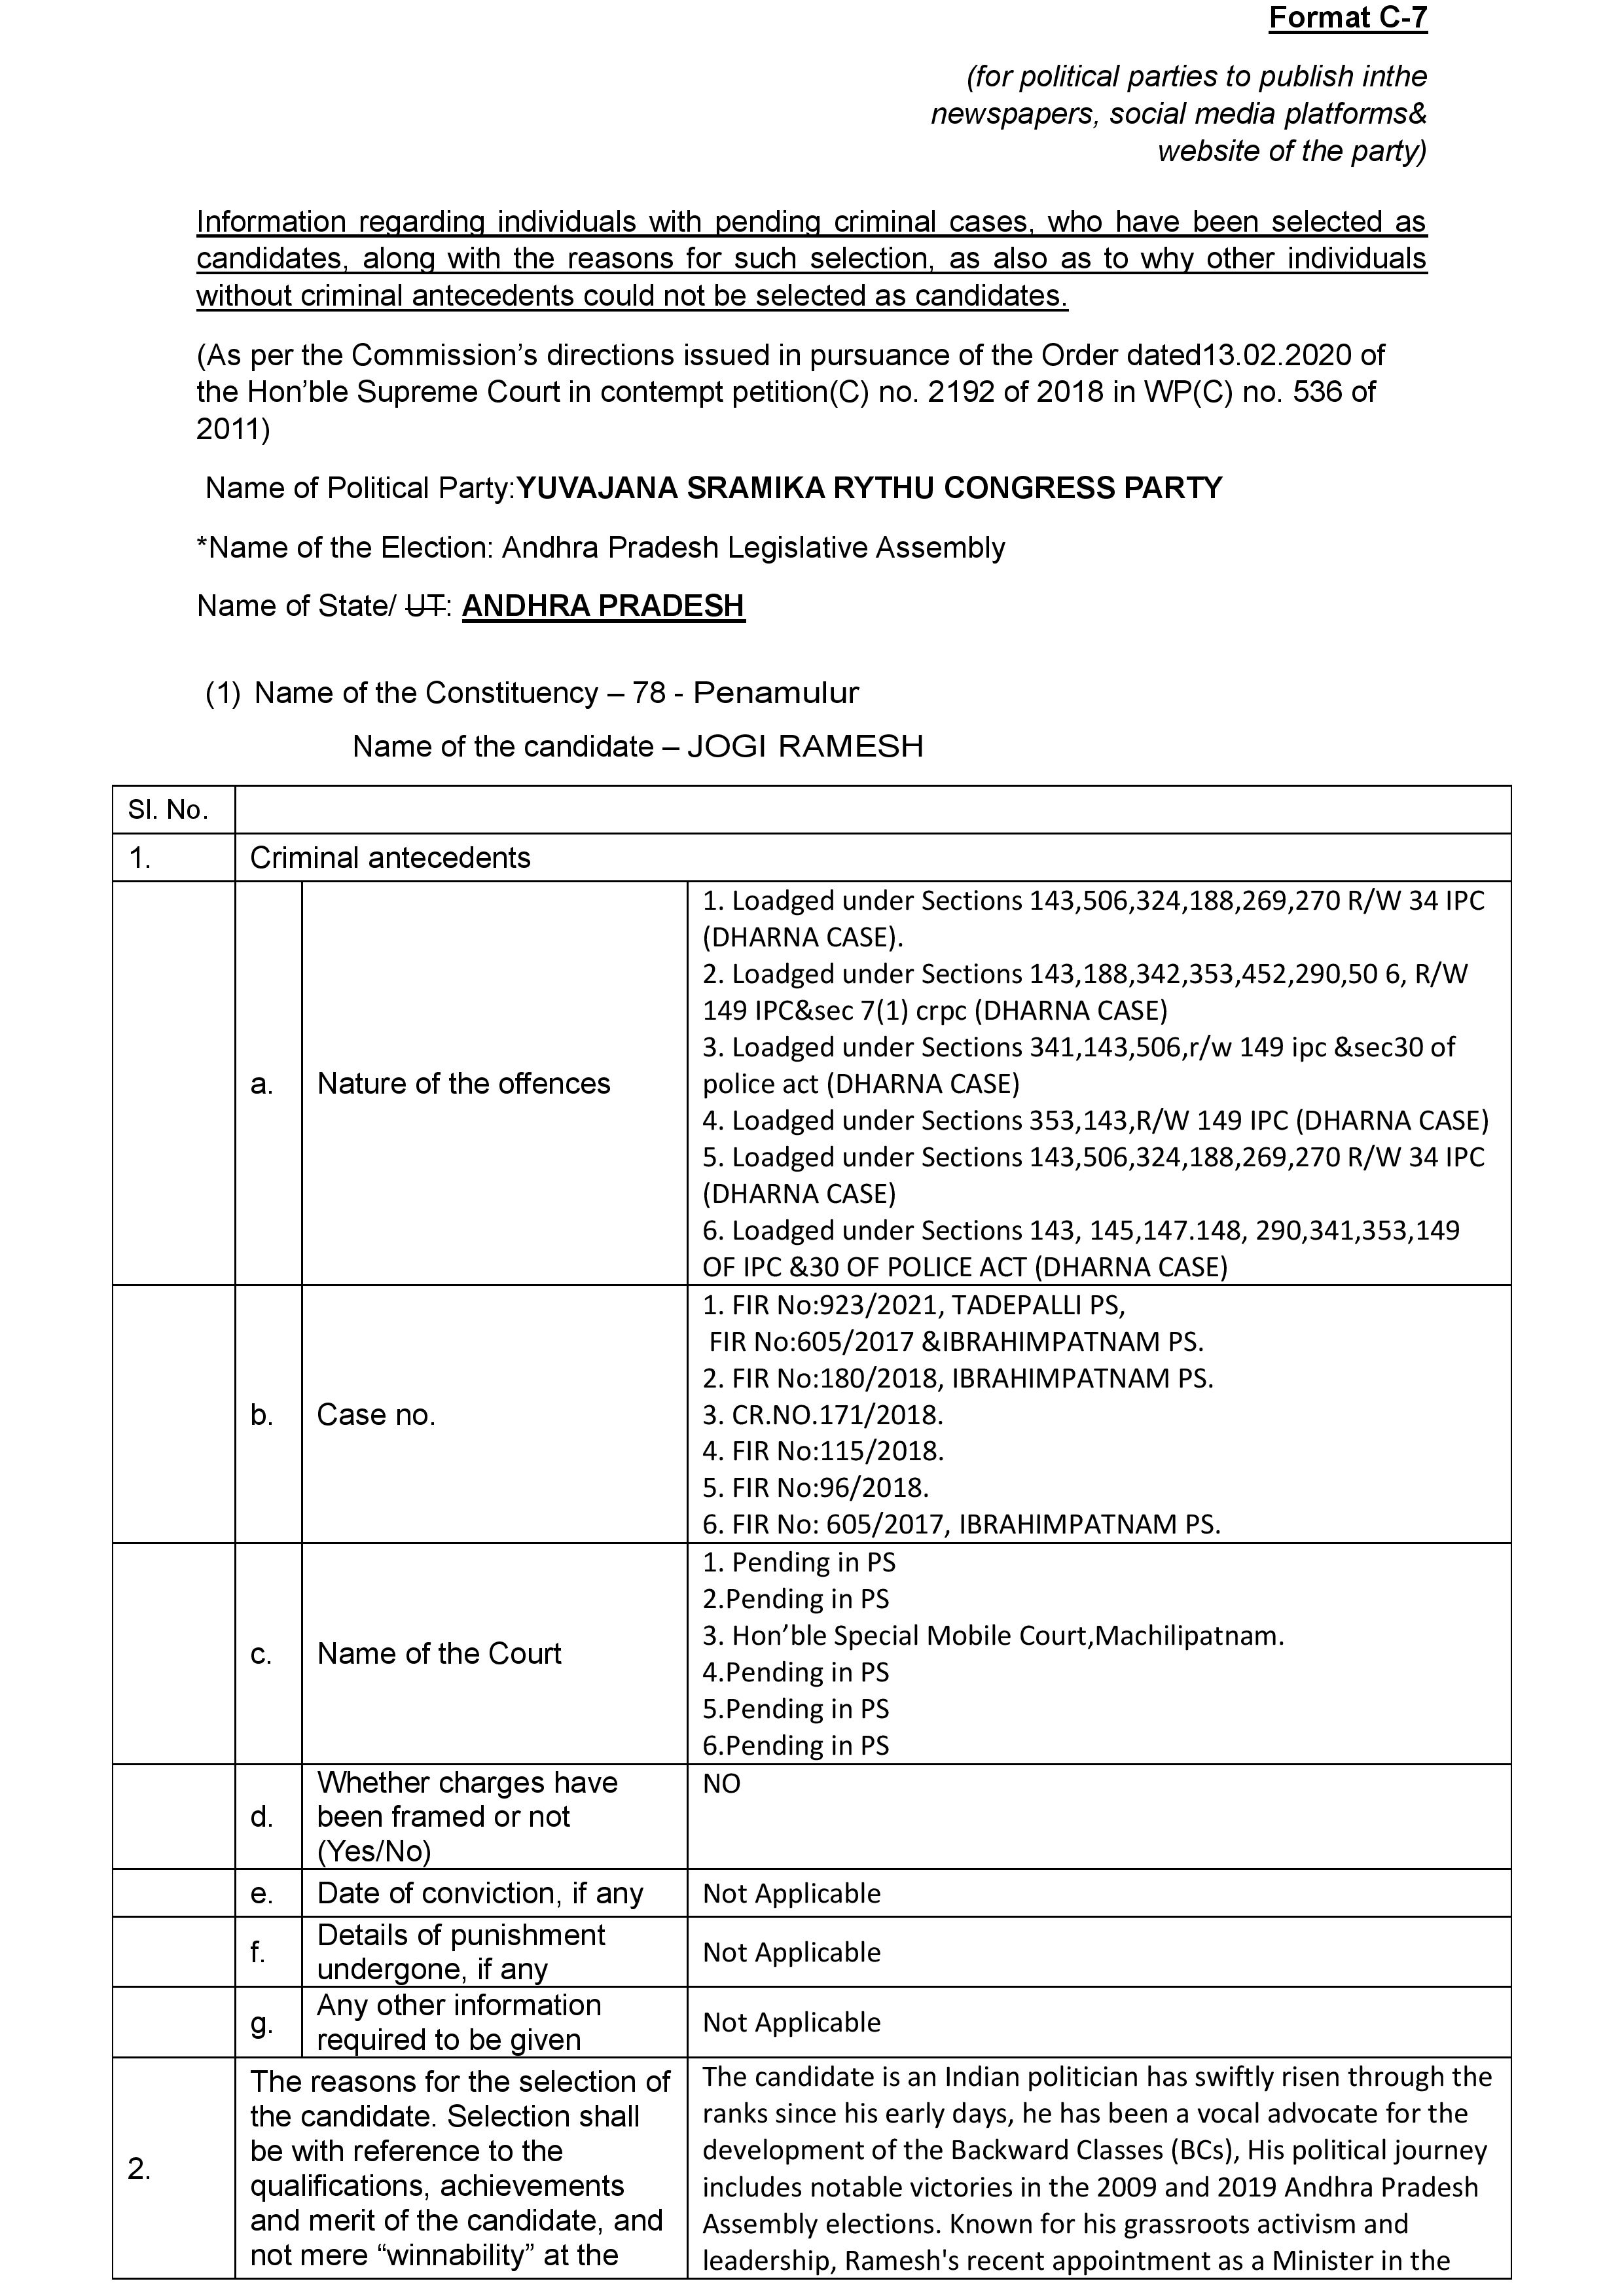 Format C-7
(for political parties to publish inthe
newspapers, social media platforms&
website of the party)
Information regarding individuals with pending criminal cases, who have been selected as
candidates, along with the reasons for such selection, as also as to why other individuals
without criminal antecedents could not be selected as candidates.
(As per the Commission’s directions issued in pursuance of the Order dated13.02.2020 of
the Hon’ble Supreme Court in contempt petition(C) no. 2192 of 2018 in WP(C) no. 536 of
2011)
Name of Political Party:YUVAJANA SRAMIKA RYTHU CONGRESS PARTY
*Name of the Election: Andhra Pradesh Legislative Assembly
Name of State/ UT: ANDHRA PRADESH
(1) Name of the Constituency – 78 - Penamulur
Name of the candidate – JOGI RAMESH
Sl. No.
1. Criminal antecedents
a. Nature of the offences
1. Loadged under Sections 143,506,324,188,269,270 R/W 34 IPC
(DHARNA CASE).
2. Loadged under Sections 143,188,342,353,452,290,50 6, R/W
149 IPC&sec 7(1) crpc (DHARNA CASE)
3. Loadged under Sections 341,143,506,r/w 149 ipc &sec30 of
police act (DHARNA CASE)
4. Loadged under Sections 353,143,R/W 149 IPC (DHARNA CASE)
5. Loadged under Sections 143,506,324,188,269,270 R/W 34 IPC
(DHARNA CASE)
6. Loadged under Sections 143, 145,147.148, 290,341,353,149
OF IPC &30 OF POLICE ACT (DHARNA CASE)
b. Case no.
1. FIR No:923/2021, TADEPALLI PS,
FIR No:605/2017 &IBRAHIMPATNAM PS.
2. FIR No:180/2018, IBRAHIMPATNAM PS.
3. CR.NO.171/2018.
4. FIR No:115/2018.
5. FIR No:96/2018.
6. FIR No: 605/2017, IBRAHIMPATNAM PS.
c. Name of the Court
1. Pending in PS
2.Pending in PS
3. Hon’ble Special Mobile Court,Machilipatnam.
4.Pending in PS
5.Pending in PS
6.Pending in PS
d. Whether charges have
been framed or not
(Yes/No)
NO
e. Date of conviction, if any
Not Applicable
f. Details of punishment
undergone, if any
Not Applicable
g. Any other information
required to be given
Not Applicable
2. The reasons for the selection of
the candidate. Selection shall
be with reference to the
qualifications, achievements
and merit of the candidate, and
not mere “winnability” at the
The candidate is an Indian politician has swiftly risen through the
ranks since his early days, he has been a vocal advocate for the
development of the Backward Classes (BCs), His political journey
includes notable victories in the 2009 and 2019 Andhra Pradesh
Assembly elections. Known for his grassroots activism and
leadership, Ramesh's recent appointment as a Minister in the